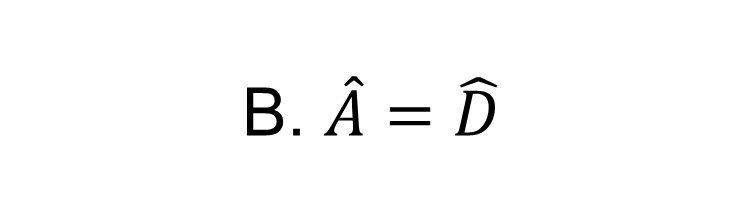 B. Â = D̂